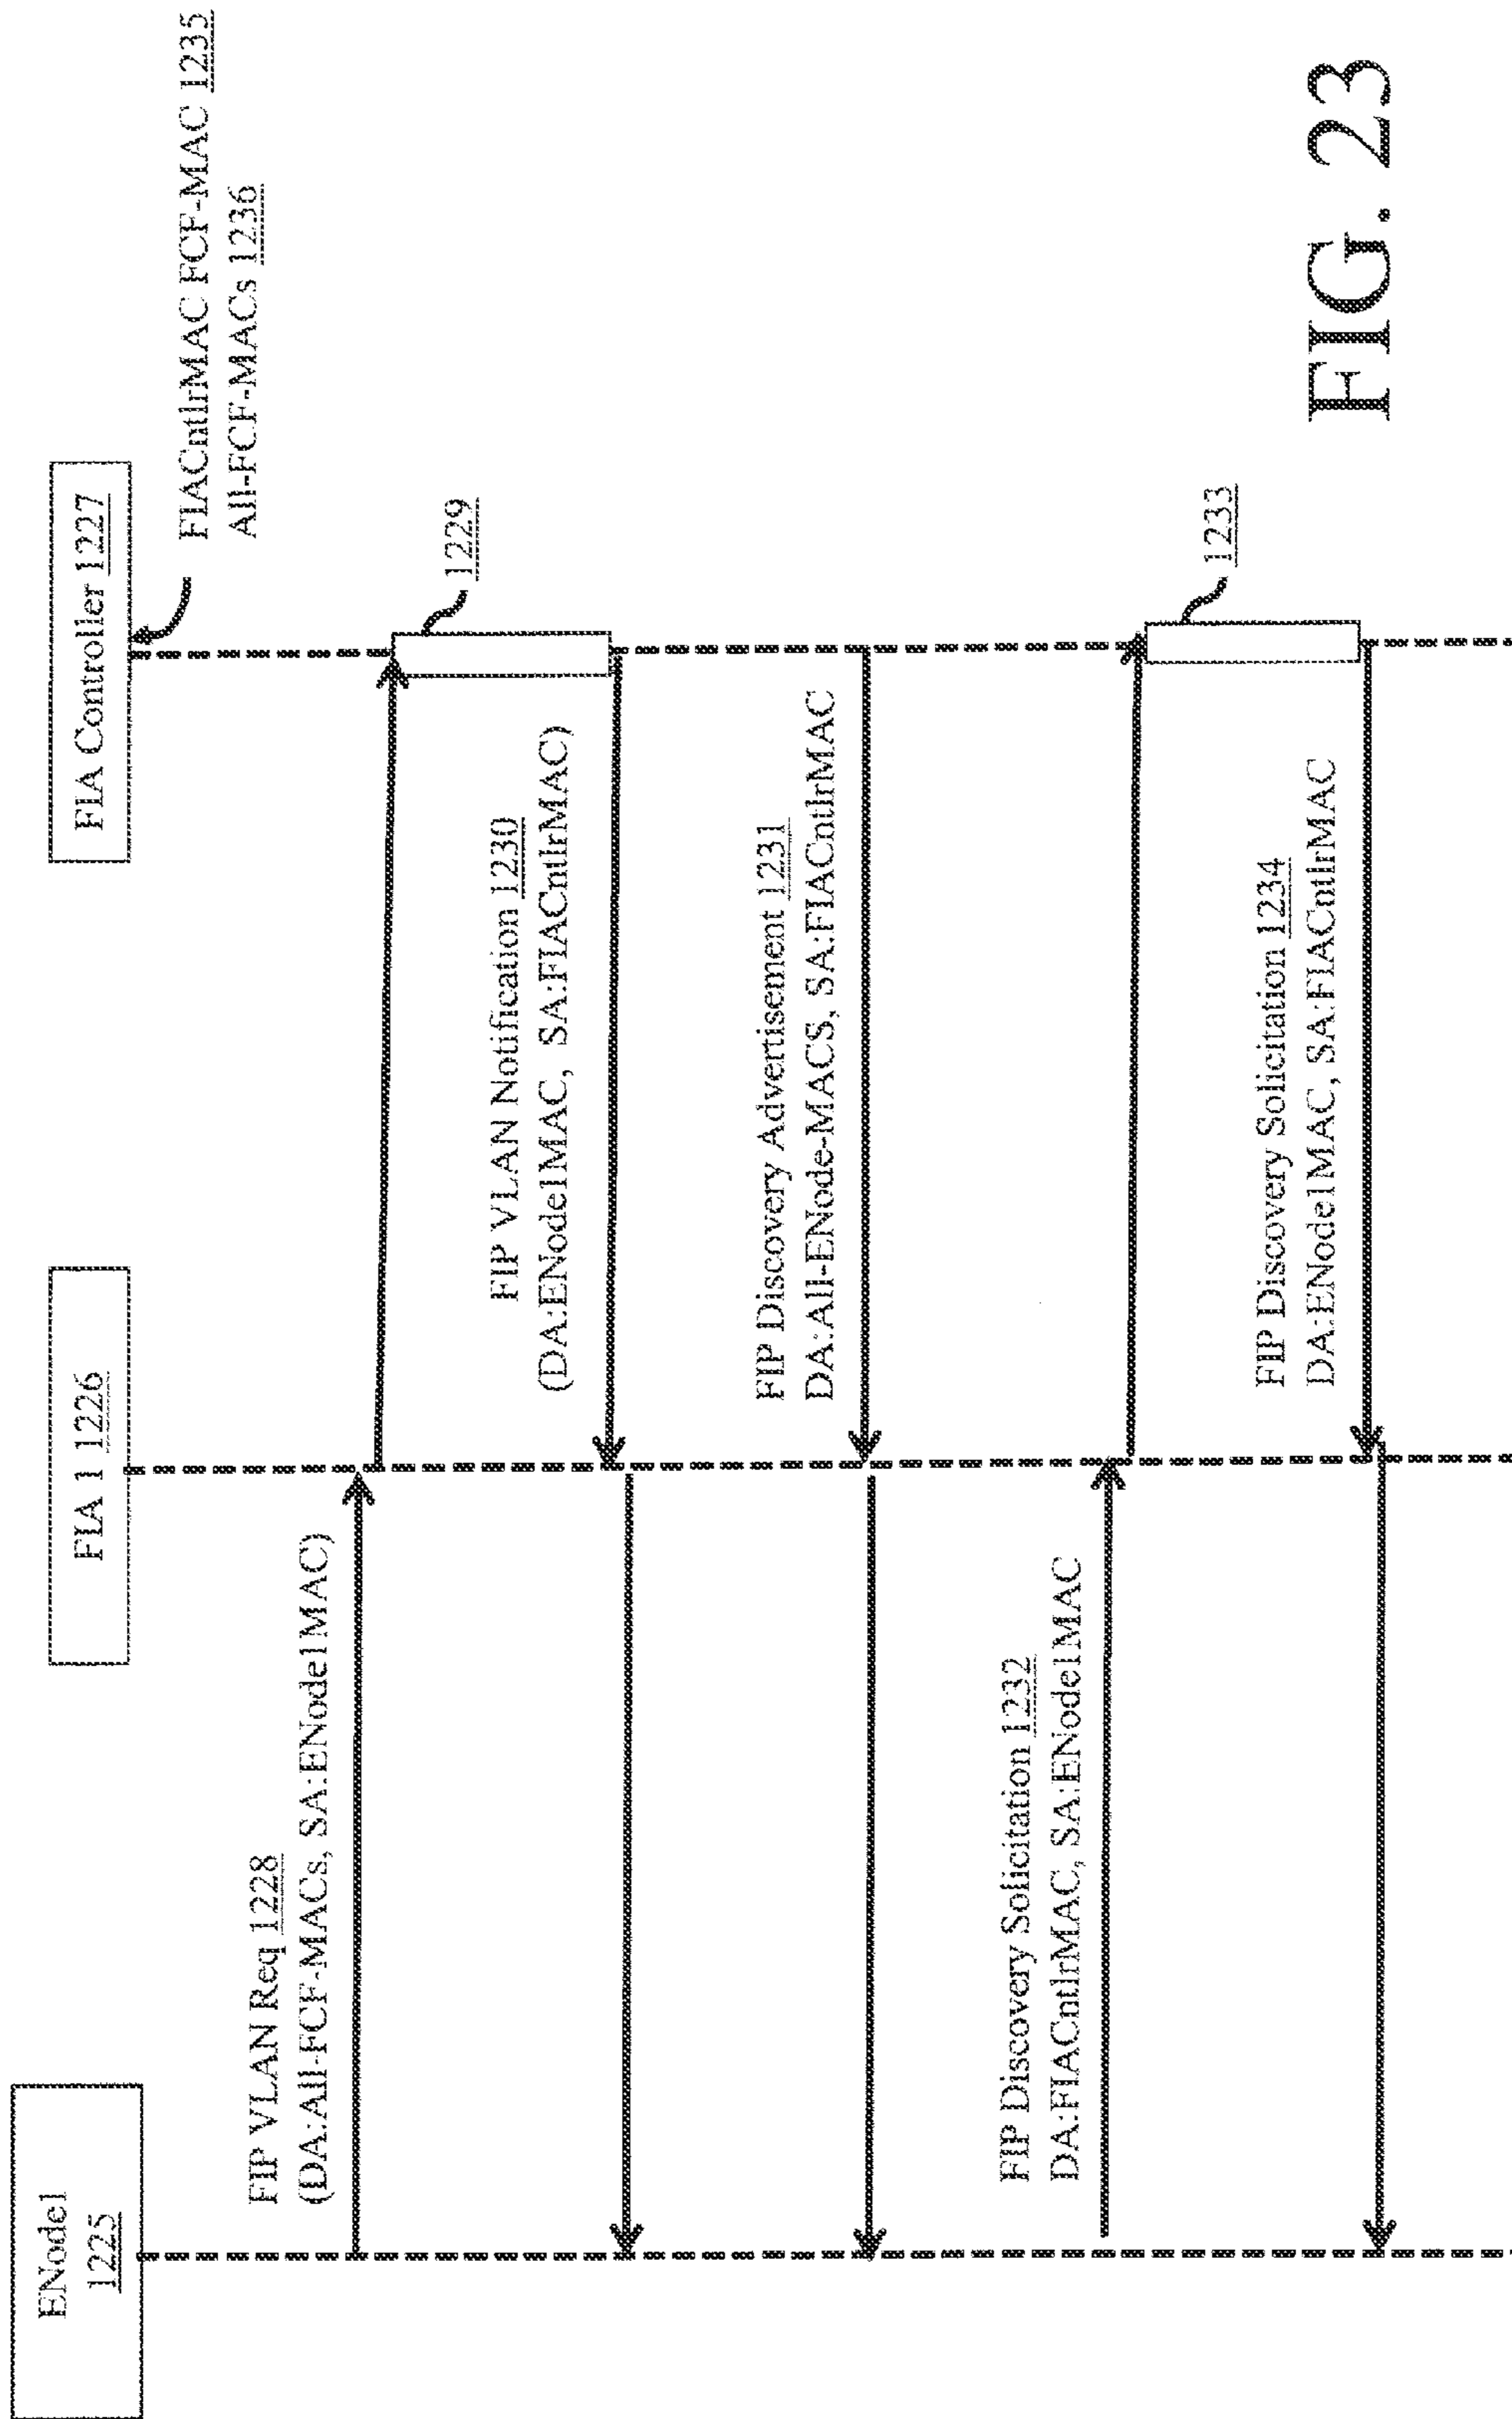 ENode1
1225
FIA 1 1226
FIA Controller 1227
FIACntlrMAC FCF-MAC 1235
All-FCF-MACs 1236
FIP VLAN Req 1228
(DA:All-FCF-MACs, SA:ENode1MAC)
1229
FIP VLAN Notification 1230
(DA:ENode1MAC, SA:FIACntlrMAC)
FIP Discovery Advertisement 1231
DA:All-ENode-MACS, SA:FIACntlrMAC
FIP Discovery Solicitation 1232
DA:FIACntlrMAC, SA:ENode1MAC
1233
FIP Discovery Solicitation 1234
DA:ENode1MAC, SA:FIACntlrMAC
FIG. 23